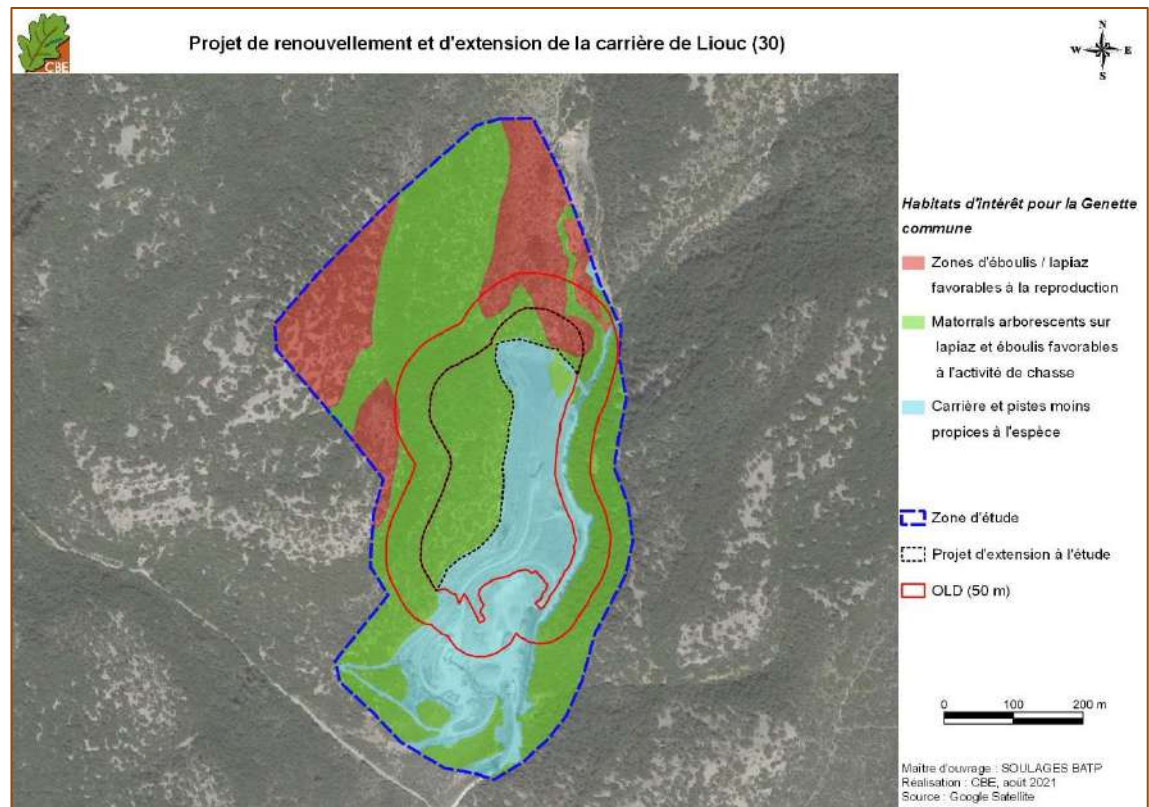 CBE
Projet de renouvellement et d'extension de la carrière de Liouc (30)
N
W E
S
Habitats d'intérêt pour la Genette
commune
Zones d'éboulis / lapiaz
favorables à la reproduction
Matorrals arborescents sur
lapiaz et éboulis favorables
à l'activité de chasse
Carrière et pistes moins
propices à l'espèce
Zone d'étude
Projet d'extension à l'étude
OLD (50 m)
0 100 200 m
Maître d'ouvrage : SOULAGES BATP
Réalisation : CBE, août 2021
Source : Google Satellite